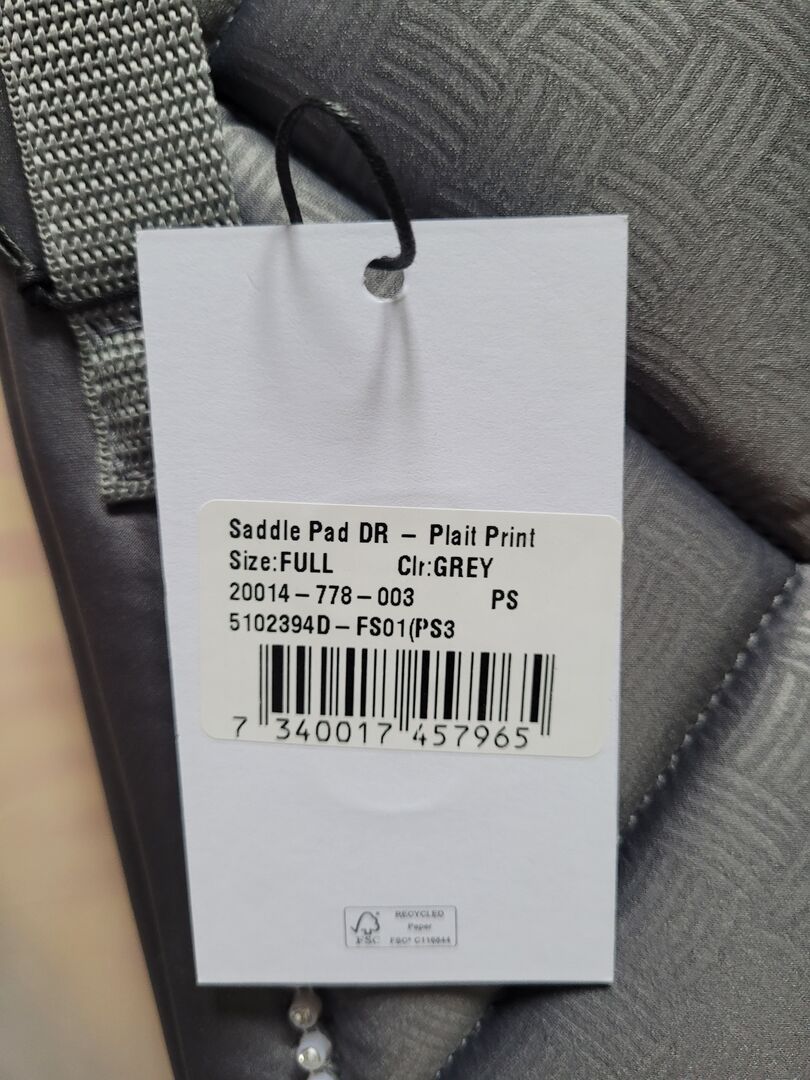 Saddle Pad DR – Plait Print
Size:FULL Clr:GREY
20014–778–003 PS
5102394D–FS01(PS3
7 340017 457965
RECYCLED
Paper
FSC